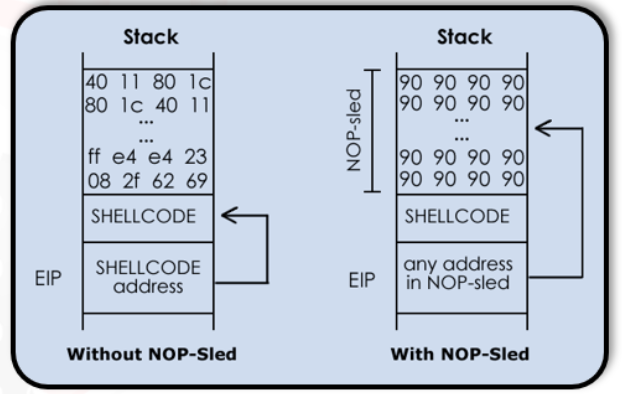 Stack
40 11 80 1c
80 1c 40 11
...
...
ff e4 e4 23
08 2f 62 69
SHELLCODE
EIP
SHELLCODE
address
Without NOP-Sled
Stack
NOP-sled
90 90 90 90
90 90 90 90
...
...
90 90 90 90
90 90 90 90
SHELLCODE
EIP
any address
in NOP-sled
With NOP-Sled